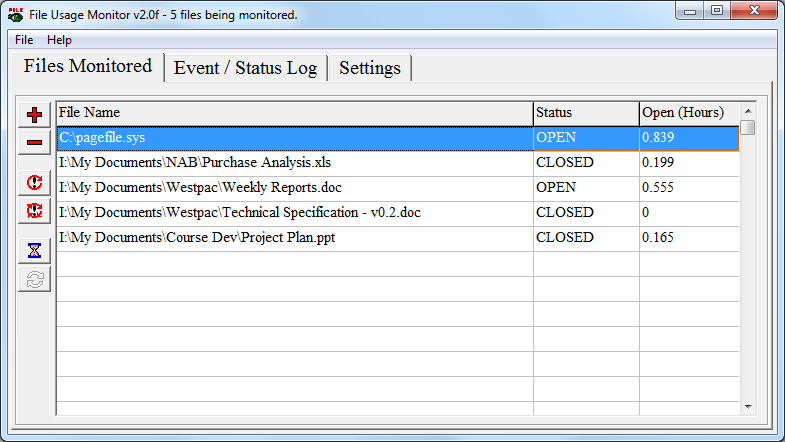 File Usage Monitor v2.0f - 5 files being monitored.
File Help
Files Monitored Event / Status Log Settings
File Name Status Open (Hours)
C:\pagefile.sys OPEN 0.839
I:\My Documents\NAB\Purchase Analysis.xls CLOSED 0.199
I:\My Documents\Westpac\Weekly Reports.doc OPEN 0.555
I:\My Documents\Westpac\Technical Specification - v0.2.doc CLOSED 0
I:\My Documents\Course Dev\Project Plan.ppt CLOSED 0.165